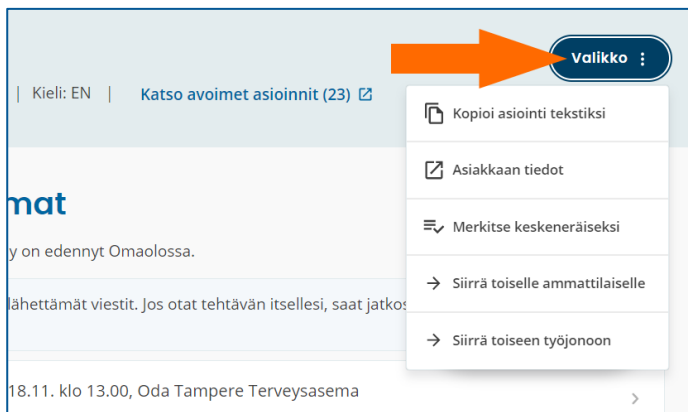 Valikko
| Kieli: EN | Katso avoimet asioinnit (23)
Kopioi asiointi tekstiksi
Asiakkaan tiedot
mat
Merkitse keskeneräiseksi
y on edennyt Omaolossa.
Siirrä toiselle ammattilaiselle
lähettämät viestit. Jos otat tehtävän itsellesi, saat jatkos
Siirrä toiseen työjonoon
18.11. klo 13.00, Oda Tampere Terveysasema